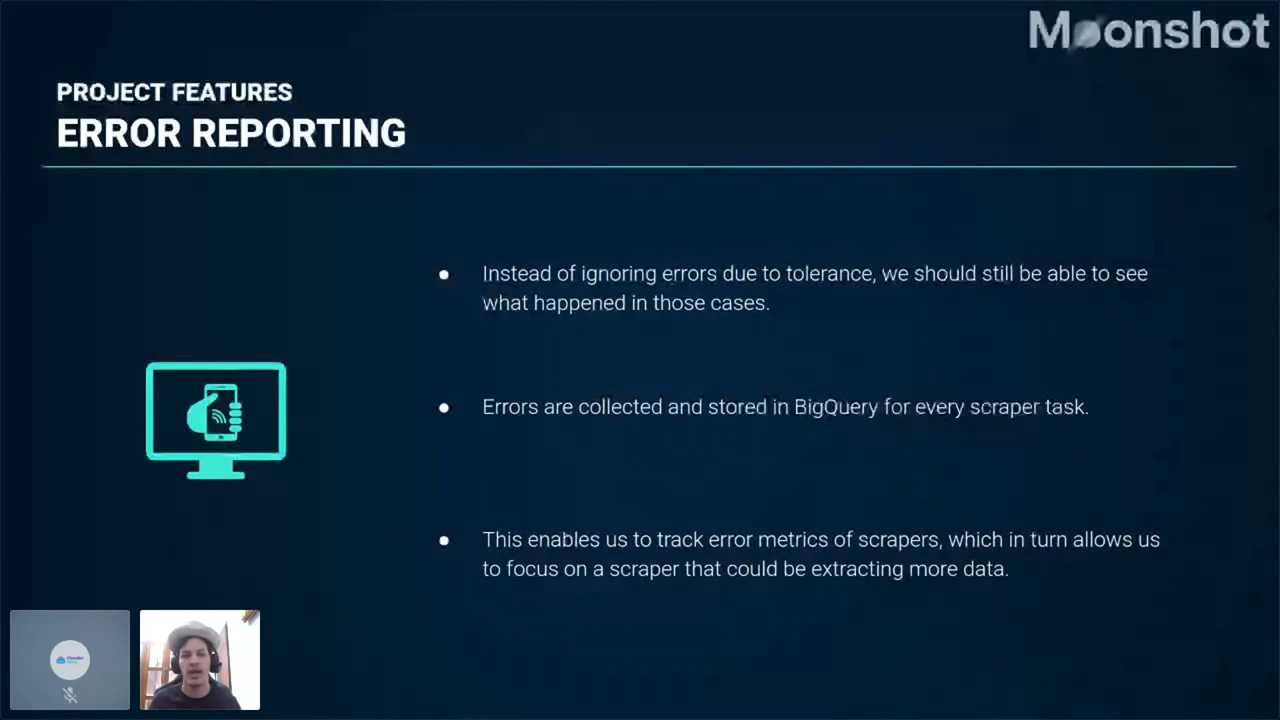 Moonshot
PROJECT FEATURES
ERROR REPORTING
● Instead of ignoring errors due to tolerance, we should still be able to see
what happened in those cases.
● Errors are collected and stored in BigQuery for every scraper task.
● This enables us to track error metrics of scrapers, which in turn allows us
to focus on a scraper that could be extracting more data.